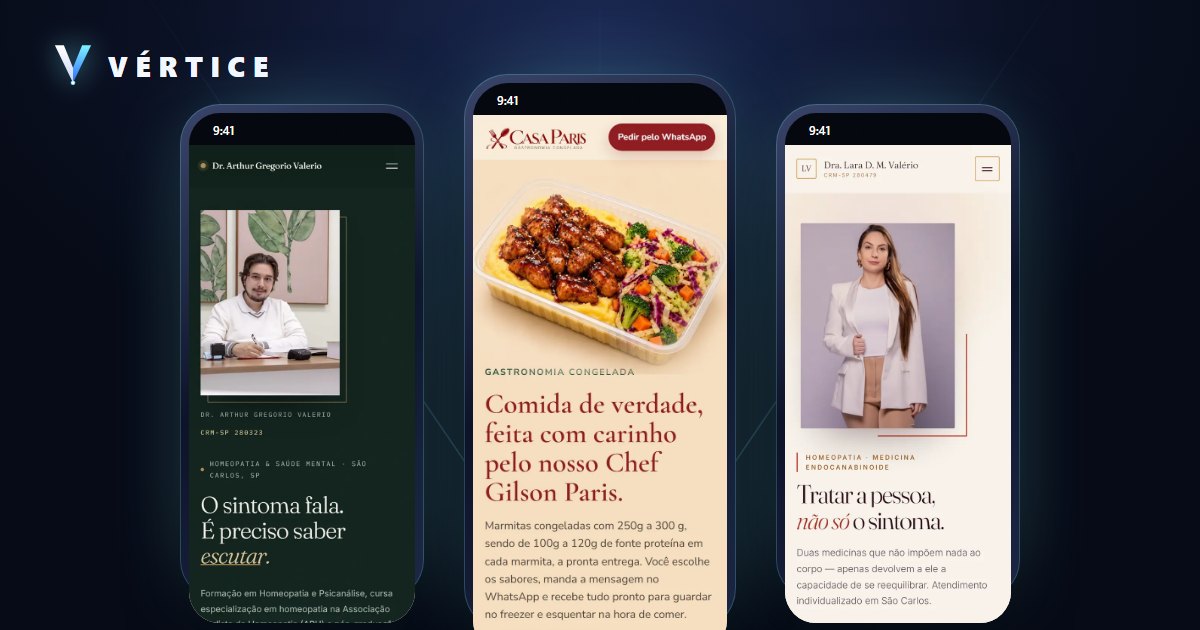 VÉRTICE
9:41
Dr. Arthur Gregorio Valerio
DR. ARTHUR GREGORIO VALERIO
CRM-SP 280323
HOMEOPATIA & SAÚDE MENTAL · SÃO
CARLOS, SP
O sintoma fala.
É preciso saber
escutar.
Formação em Homeopatia e Psicanálise, cursa
especialização em homeopatia na Associação
9:41
CASA PARIS
GASTRONOMIA CONGELADA
Pedir pelo WhatsApp
GASTRONOMIA CONGELADA
Comida de verdade,
feita com carinho
pelo nosso Chef
Gilson Paris.
Marmitas congeladas com 250g a 300 g,
sendo de 100g a 120g de fonte proteína em
cada marmita, a pronta entrega. Você escolhe
os sabores, manda a mensagem no
WhatsApp e recebe tudo pronto para guardar
no freezer e esquentar na hora de comer.
9:41
LV
Dra. Lara D. M. Valério
CRM-SP 280479
HOMEOPATIA · MEDICINA
ENDOCANABINOIDE
Tratar a pessoa,
não só o sintoma.
Duas medicinas que não impõem nada ao
corpo — apenas devolvem a ele a
capacidade de se reequilibrar. Atendimento
individualizado em São Carlos.